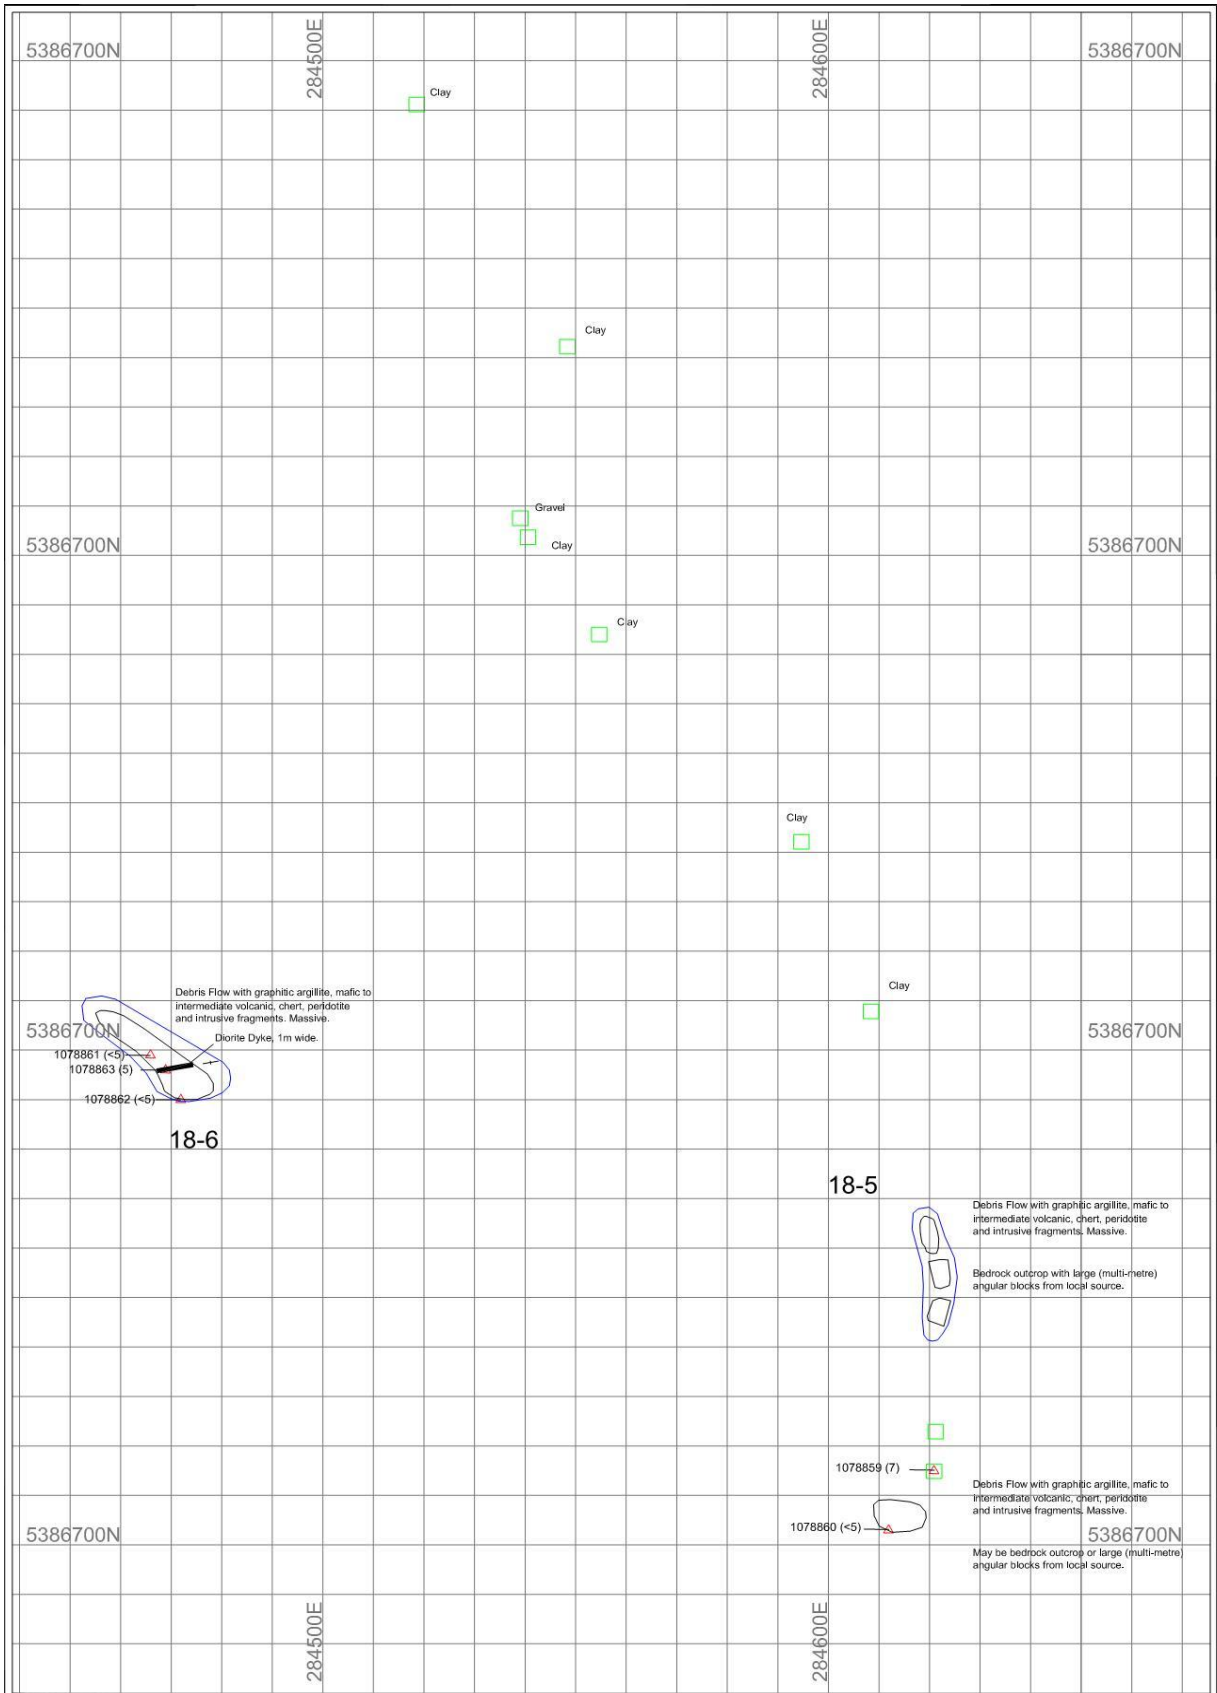 284500E
284600E
5386700N
5386700N
Clay
Clay
Gravel
5386700N
5386700N
Clay
Clay
Clay
Clay
Debris Flow with graphitic argillite, mafic to
intermediate volcanic, chert, peridotite
and intrusive fragments. Massive.
5386700N
5386700N
Diorite Dyke, 1m wide.
1078861 (<5)
1078863 (5)
1078862 (<5)
18-6
18-5
Debris Flow with graphitic argillite, mafic to
intermediate volcanic, chert, peridotite
and intrusive fragments. Massive.
Bedrock outcrop with large (multi-metre)
angular blocks from local source.
1078859 (7)
Debris Flow with graphitic argillite, mafic to
intermediate volcanic, chert, peridotite
and intrusive fragments. Massive.
1078860 (<5)
5386700N
5386700N
May be bedrock outcrop or large (multi-metre)
angular blocks from local source.
284500E
284600E